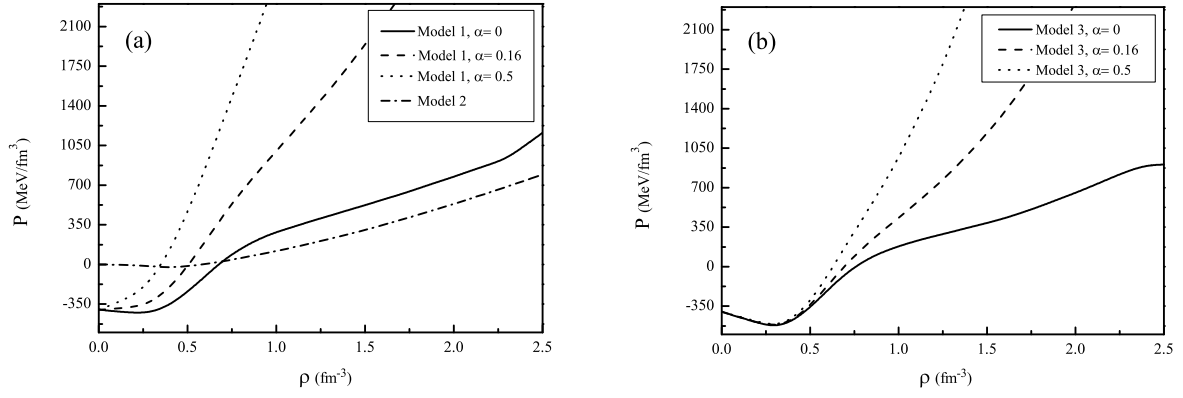 (a)
Model 1, α= 0
Model 1, α= 0.16
Model 1, α= 0.5
Model 2
2100
1750
1400
1050
700
350
0
-350
P (MeV/fm³)
0.0 0.5 1.0 1.5 2.0 2.5
ρ (fm⁻³)
(b)
Model 3, α= 0
Model 3, α= 0.16
Model 3, α= 0.5
2100
1750
1400
1050
700
350
0
-350
P (MeV/fm³)
0.0 0.5 1.0 1.5 2.0 2.5
ρ (fm⁻³)